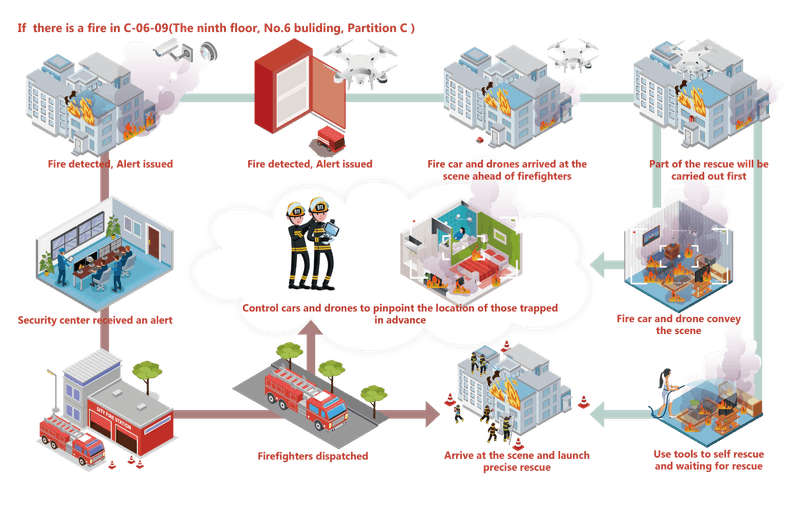 If there is a fire in C-06-09(The ninth floor, No.6 buliding, Partition C )
Fire detected, Alert issued
Fire detected, Alert issued
Fire car and drones arrived at the
scene ahead of firefighters
Part of the rescue will be
carried out first
Security center received an alert
Control cars and drones to pinpoint the location of those trapped
in advance
Fire car and drone convey
the scene
CITY FIRE STATION
Firefighters dispatched
Arrive at the scene and launch
precise rescue
Use tools to self rescue
and waiting for rescue